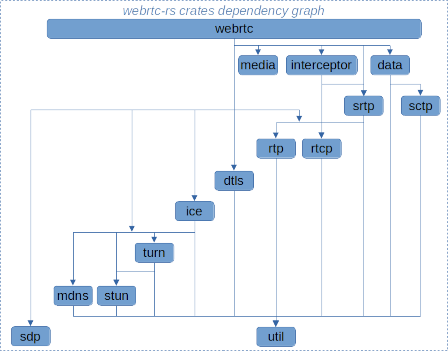 webrtc-rs crates dependency graph
webrtc
media
interceptor
data
srtp
sctp
rtp
rtcp
dtls
ice
turn
mdns
stun
sdp
util